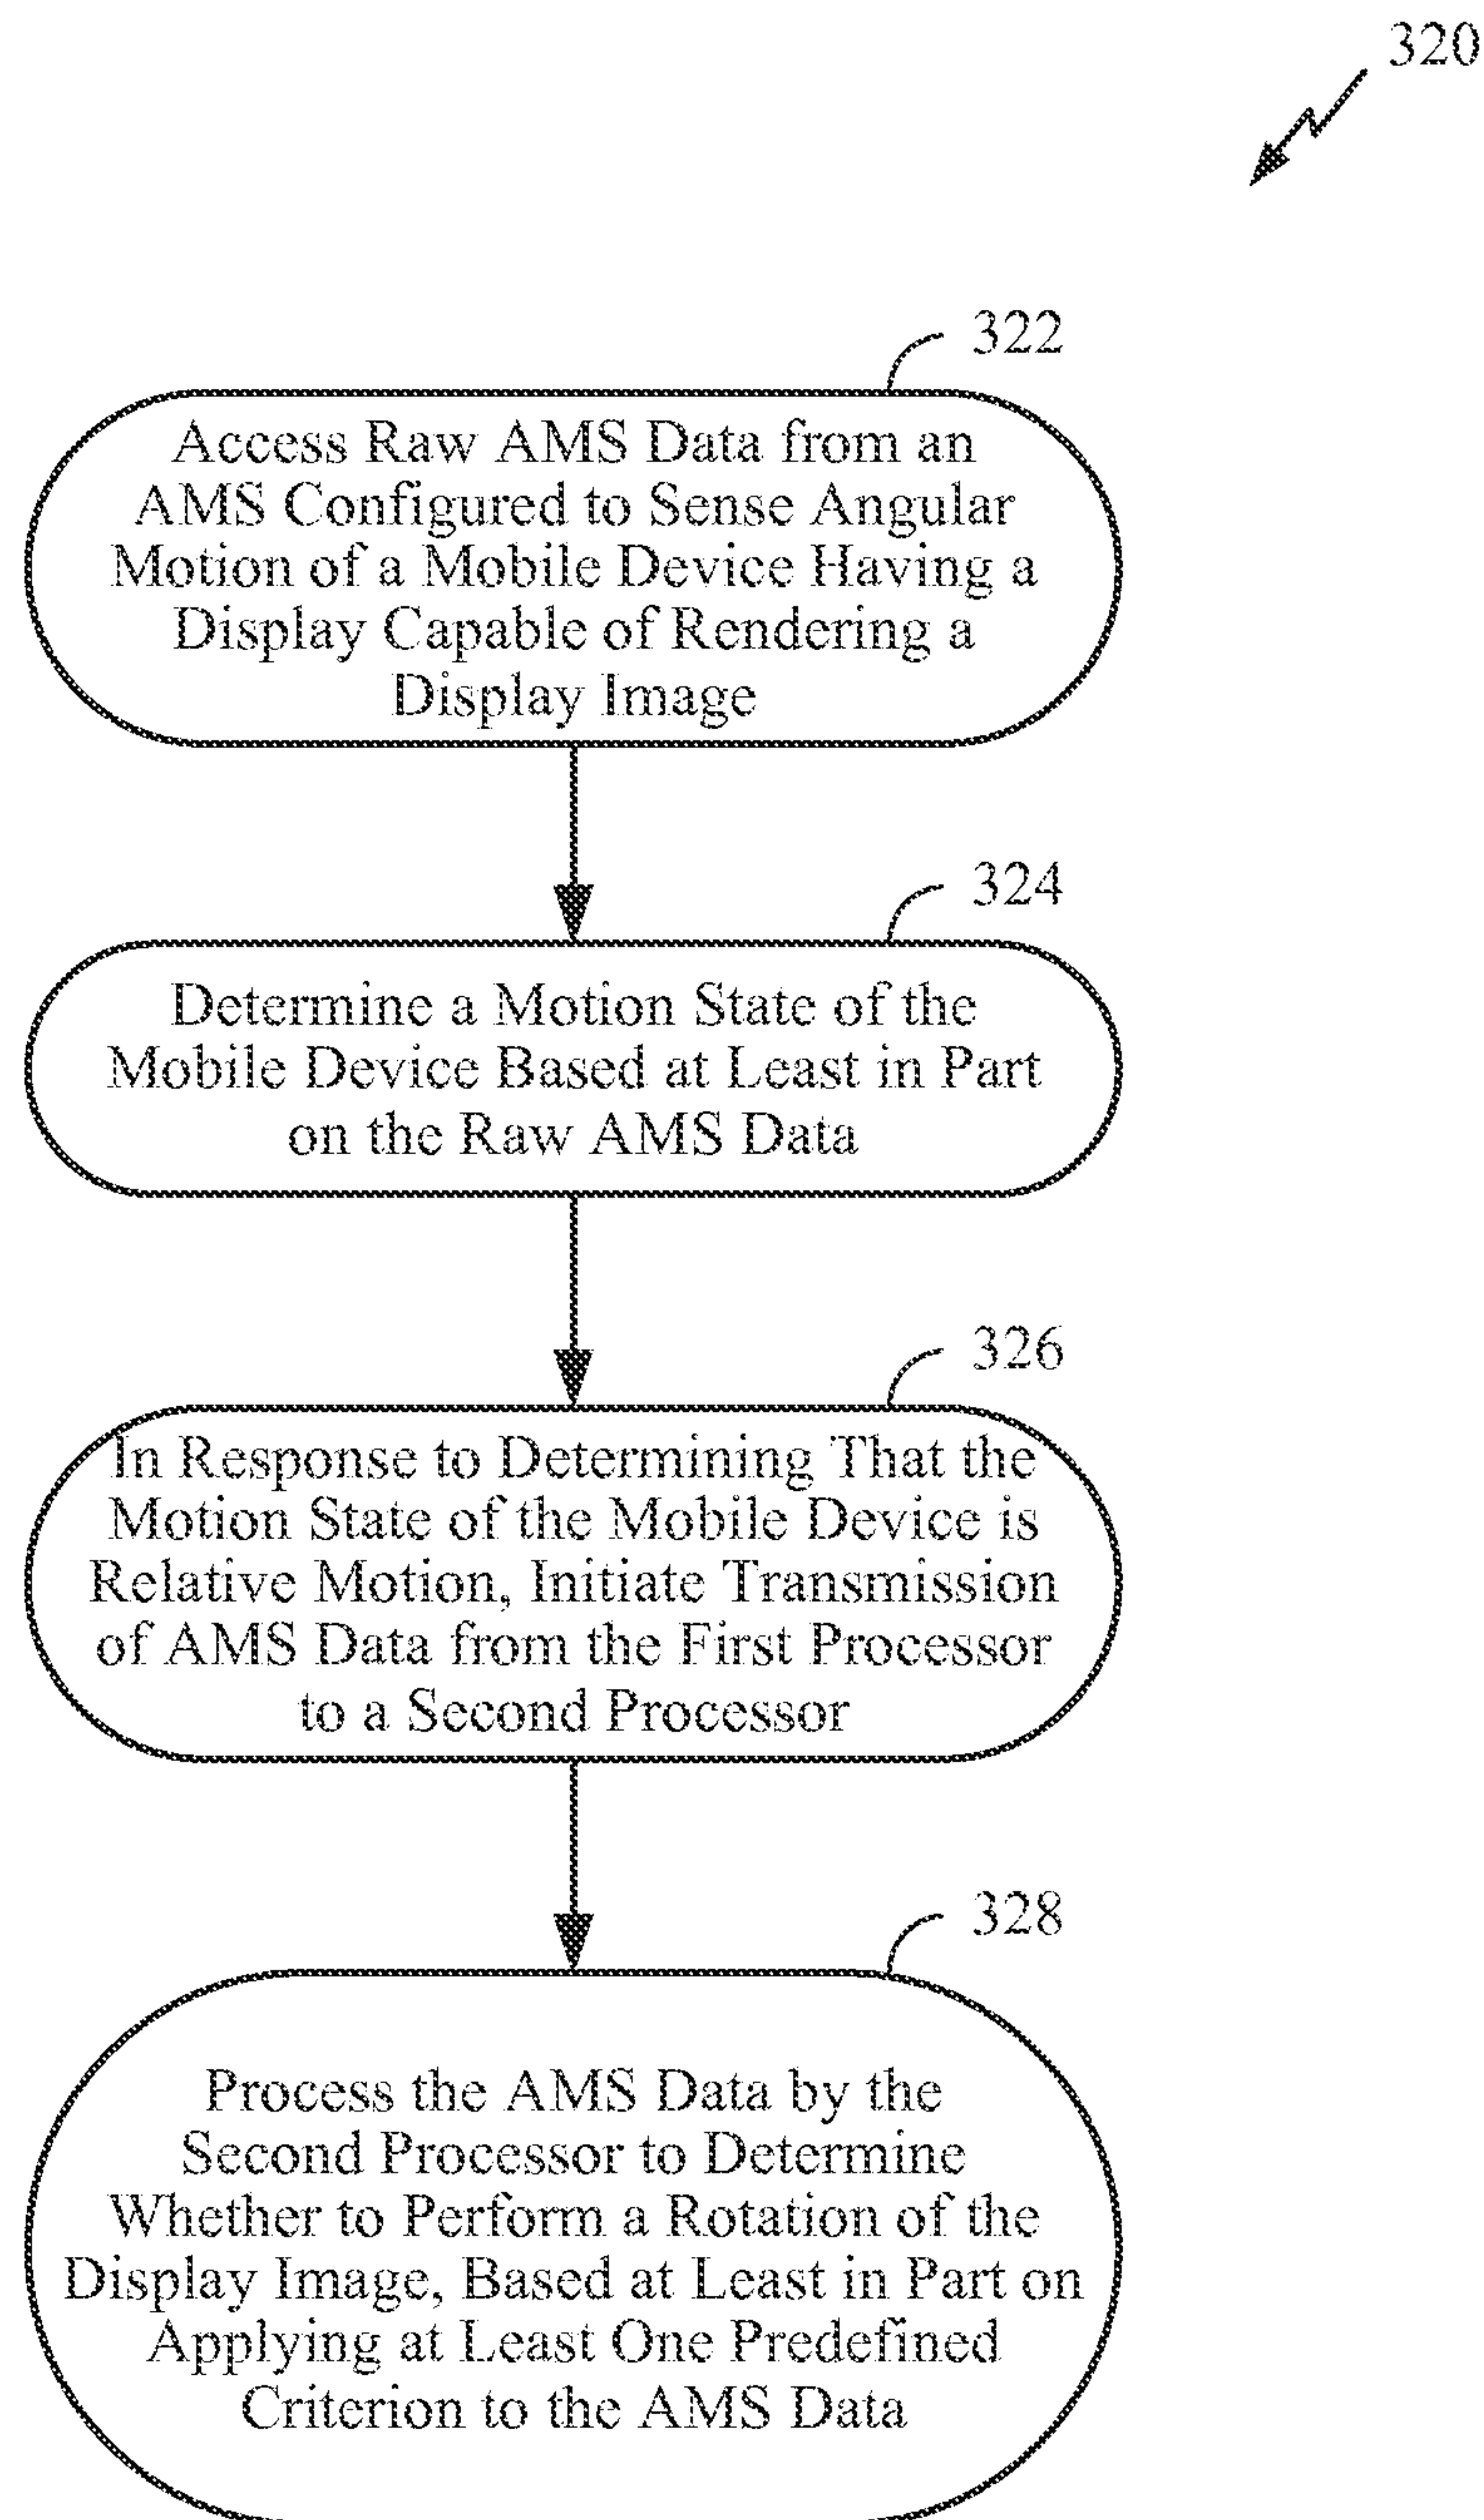 320
322
Access Raw AMS Data from an
AMS Configured to Sense Angular
Motion of a Mobile Device Having a
Display Capable of Rendering a
Display Image
324
Determine a Motion State of the
Mobile Device Based at Least in Part
on the Raw AMS Data
326
In Response to Determining That the
Motion State of the Mobile Device is
Relative Motion, Initiate Transmission
of AMS Data from the First Processor
to a Second Processor
328
Process the AMS Data by the
Second Processor to Determine
Whether to Perform a Rotation of the
Display Image, Based at Least in Part on
Applying at Least One Predefined
Criterion to the AMS Data